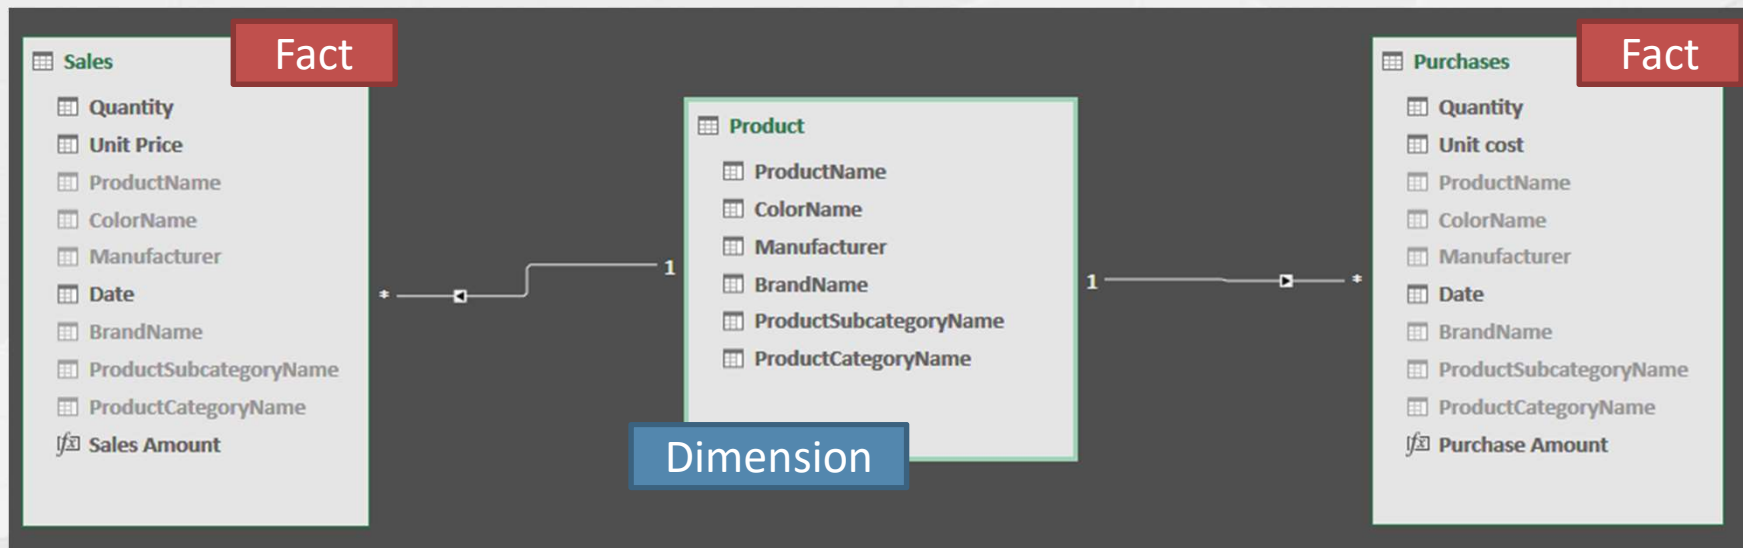 Sales
Fact
Quantity
Unit Price
ProductName
ColorName
Manufacturer
Date
BrandName
ProductSubcategoryName
ProductCategoryName
fx Sales Amount
*
1
Product
ProductName
ColorName
Manufacturer
BrandName
ProductSubcategoryName
ProductCategoryName
Dimension
1
*
Purchases
Fact
Quantity
Unit cost
ProductName
ColorName
Manufacturer
Date
BrandName
ProductSubcategoryName
ProductCategoryName
fx Purchase Amount